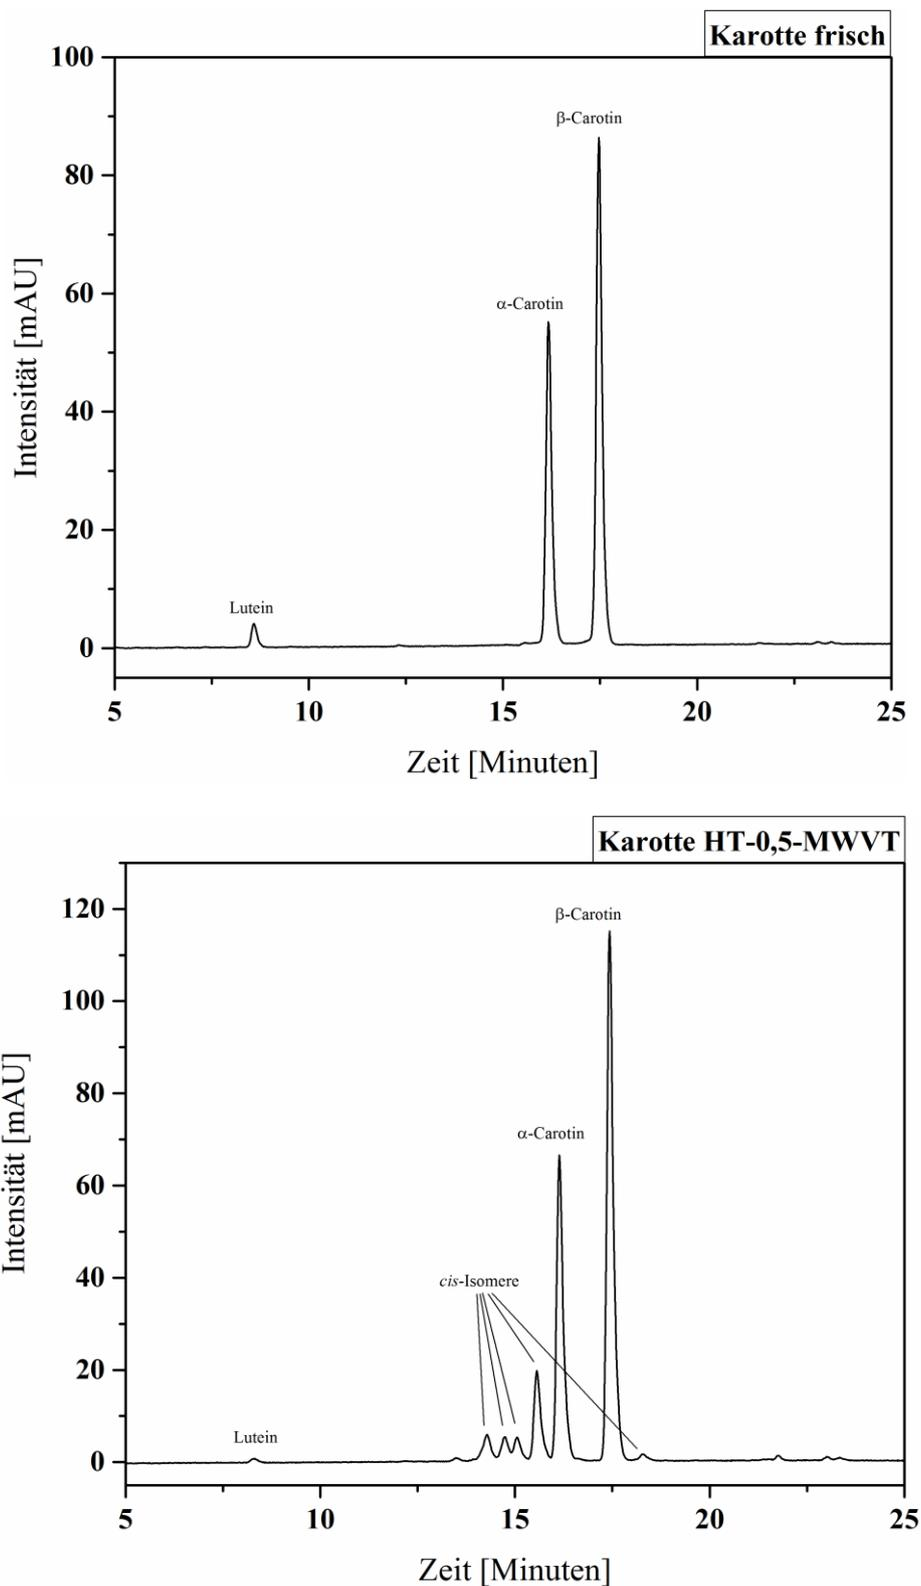 Karotte frisch
100
80
60
40
20
0
Intensität [mAU]
β-Carotin
α-Carotin
Lutein
5 10 15 20 25
Zeit [Minuten]
Karotte HT-0,5-MWVT
120
100
80
60
40
20
0
Intensität [mAU]
β-Carotin
α-Carotin
cis-Isomere
Lutein
5 10 15 20 25
Zeit [Minuten]